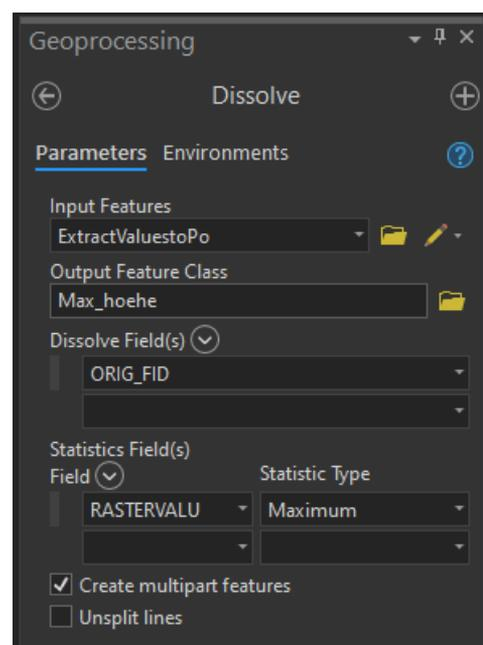 Geoprocessing
Dissolve
Parameters Environments
Input Features
ExtractValuestoPo
Output Feature Class
Max_hoehe
Dissolve Field(s)
ORIG_FID
Statistics Field(s)
Field Statistic Type
RASTERVALU Maximum
Create multipart features
Unsplit lines